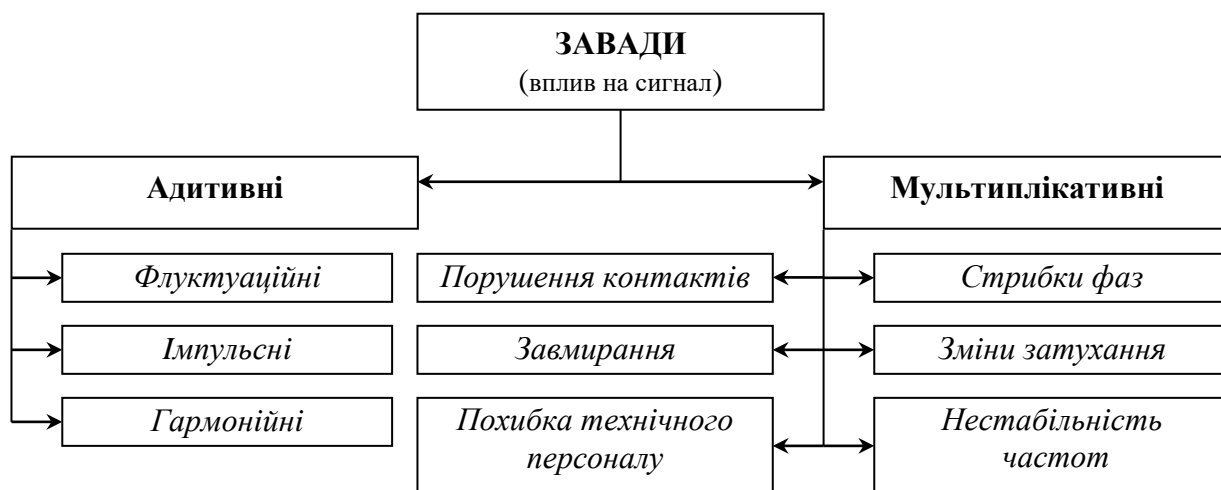 ЗАВАДИ
(вплив на сигнал)
Адитивні
Мультиплікативні
Флуктуаційні
Порушення контактів
Стрибки фаз
Імпульсні
Завмирання
Зміни затухання
Гармонійні
Похибка технічного
персоналу
Нестабільність
частот